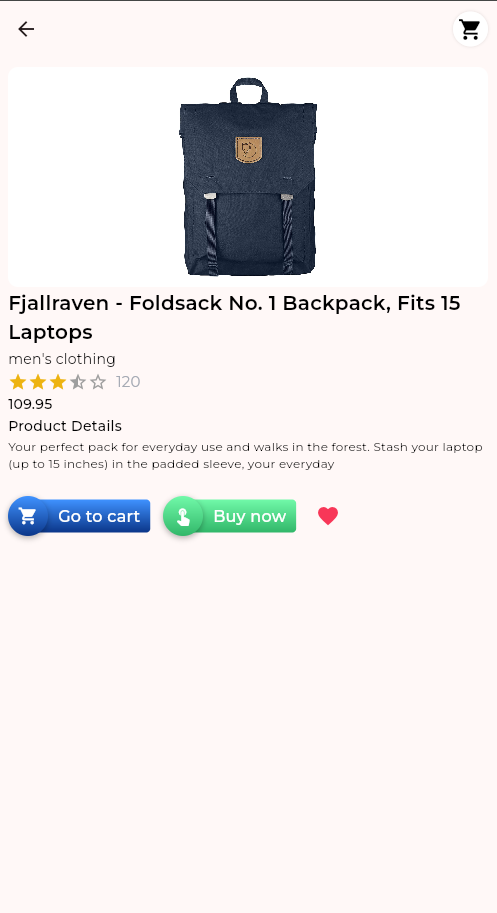 Fjallraven - Foldsack No. 1 Backpack, Fits 15
Laptops
men's clothing
120
109.95
Product Details
Your perfect pack for everyday use and walks in the forest. Stash your laptop
(up to 15 inches) in the padded sleeve, your everyday
Go to cart
Buy now